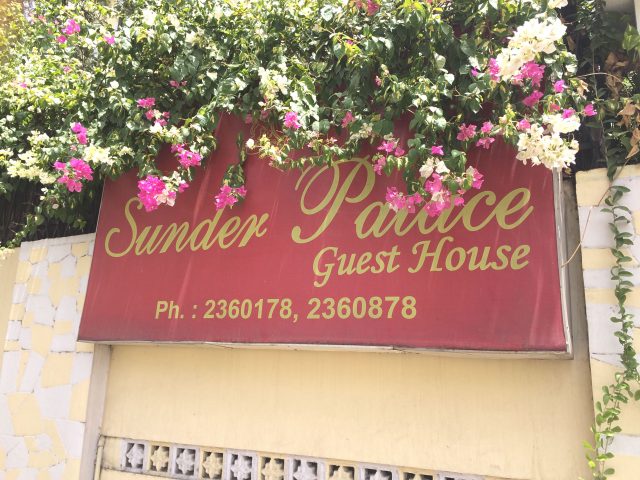 Sunder Palace
Guest House
Ph. : 2360178, 2360878